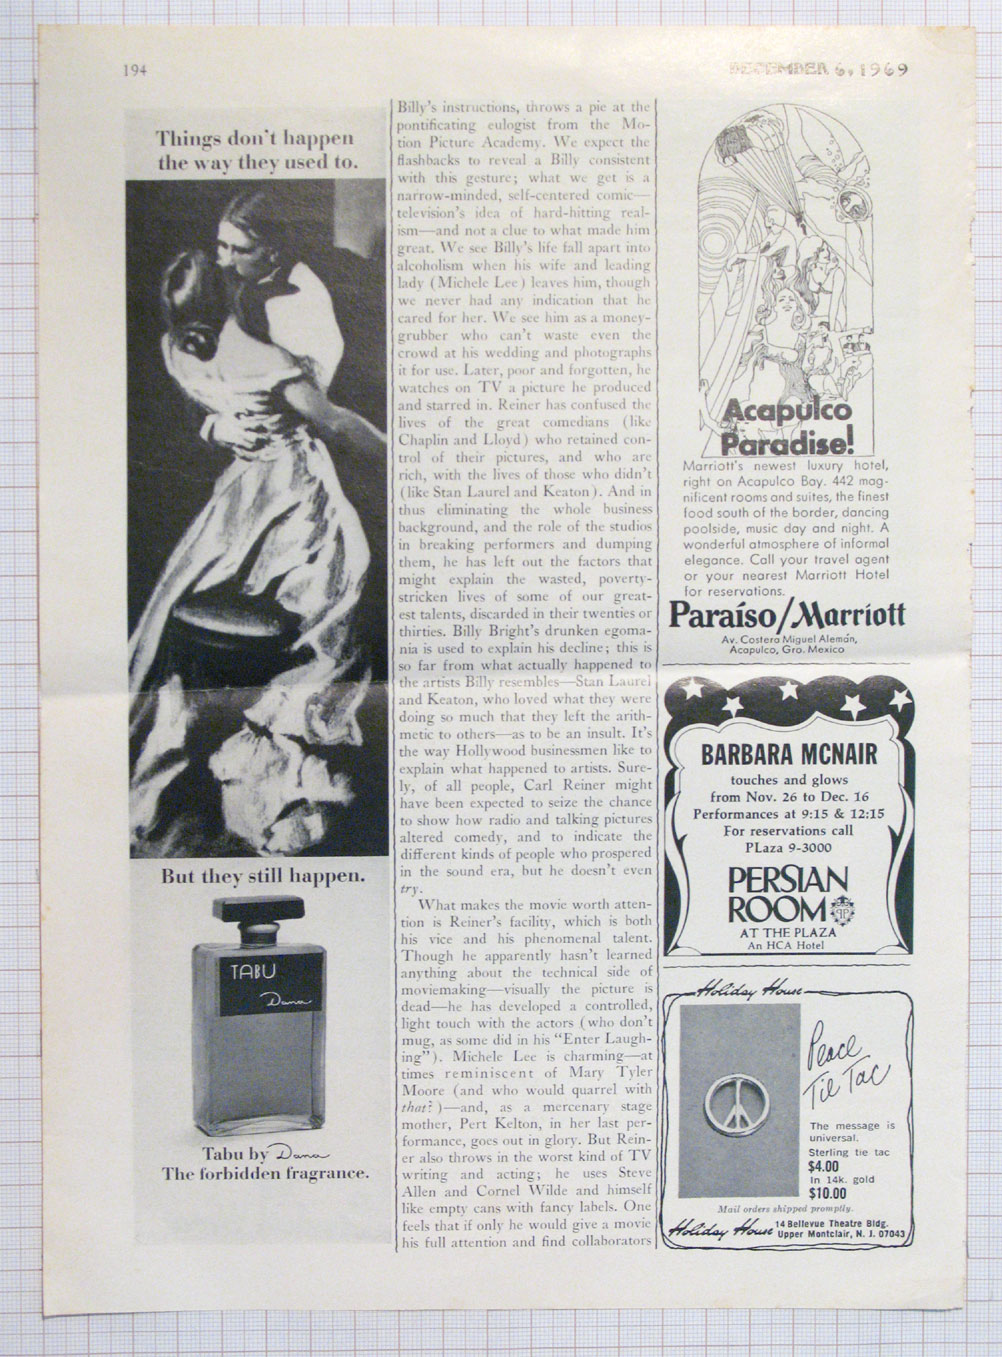 194
DECEMBER 6, 1969
Things don't happen
the way they used to.
But they still happen.
TABU
Dana
Tabu by Dana
The forbidden fragrance.
Billy's instructions, throws a pie at the
pontificating eulogist from the Mo-
tion Picture Academy. We expect the
flashbacks to reveal a Billy consistent
with this gesture; what we get is a
narrow-minded, self-centered comic—
television's idea of hard-hitting real-
ism—and not a clue to what made him
great. We see Billy's life fall apart into
alcoholism when his wife and leading
lady (Michele Lee) leaves him, though
we never had any indication that he
cared for her. We see him as a money-
grubber who can't waste even the
crowd at his wedding and photographs
it for use. Later, poor and forgotten, he
watches on TV a picture he produced
and starred in. Reiner has confused the
lives of the great comedians (like
Chaplin and Lloyd) who retained con-
trol of their pictures, and who are
rich, with the lives of those who didn't
(like Stan Laurel and Keaton). And in
thus eliminating the whole business
background, and the role of the studios
in breaking performers and dumping
them, he has left out the factors that
might explain the wasted, poverty-
stricken lives of some of our great-
est talents, discarded in their twenties or
thirties. Billy Bright's drunken egoma-
nia is used to explain his decline; this is
so far from what actually happened to
the artists Billy resembles—Stan Laurel
and Keaton, who loved what they were
doing so much that they left the arith-
metic to others—as to be an insult. It's
the way Hollywood businessmen like to
explain what happened to artists. Sure-
ly, of all people, Carl Reiner might
have been expected to seize the chance
to show how radio and talking pictures
altered comedy, and to indicate the
different kinds of people who prospered
in the sound era, but he doesn't even
try.
What makes the movie worth atten-
tion is Reiner's facility, which is both
his vice and his phenomenal talent.
Though he apparently hasn't learned
anything about the technical side of
moviemaking—visually the picture is
dead—he has developed a controlled,
light touch with the actors (who don't
mug, as some did in his "Enter Laugh-
ing"). Michele Lee is charming—at
times reminiscent of Mary Tyler
Moore (and who would quarrel with
that?)—and, as a mercenary stage
mother, Pert Kelton, in her last per-
formance, goes out in glory. But Rein-
er also throws in the worst kind of TV
writing and acting; he uses Steve
Allen and Cornel Wilde and himself
like empty cans with fancy labels. One
feels that if only he would give a movie
his full attention and find collaborators
Acapulco
Paradise!
Marriott's newest luxury hotel,
right on Acapulco Bay. 442 mag-
nificent rooms and suites, the finest
food south of the border, dancing
poolside, music day and night. A
wonderful atmosphere of informal
elegance. Call your travel agent
or your nearest Marriott Hotel
for reservations.
Paraíso/Marriott
Av. Costera Miguel Alemán,
Acapulco, Gro. Mexico
BARBARA MCNAIR
touches and glows
from Nov. 26 to Dec. 16
Performances at 9:15 & 12:15
For reservations call
PLaza 9-3000
PERSIAN
ROOM
AT THE PLAZA
An HCA Hotel
Holiday House
Peace
Tie Tac
The message is
universal.
Sterling tie tac
$4.00
In 14k. gold
$10.00
Mail orders shipped promptly.
Holiday House 14 Bellevue Theatre Bldg.
Upper Montclair, N. J. 07043